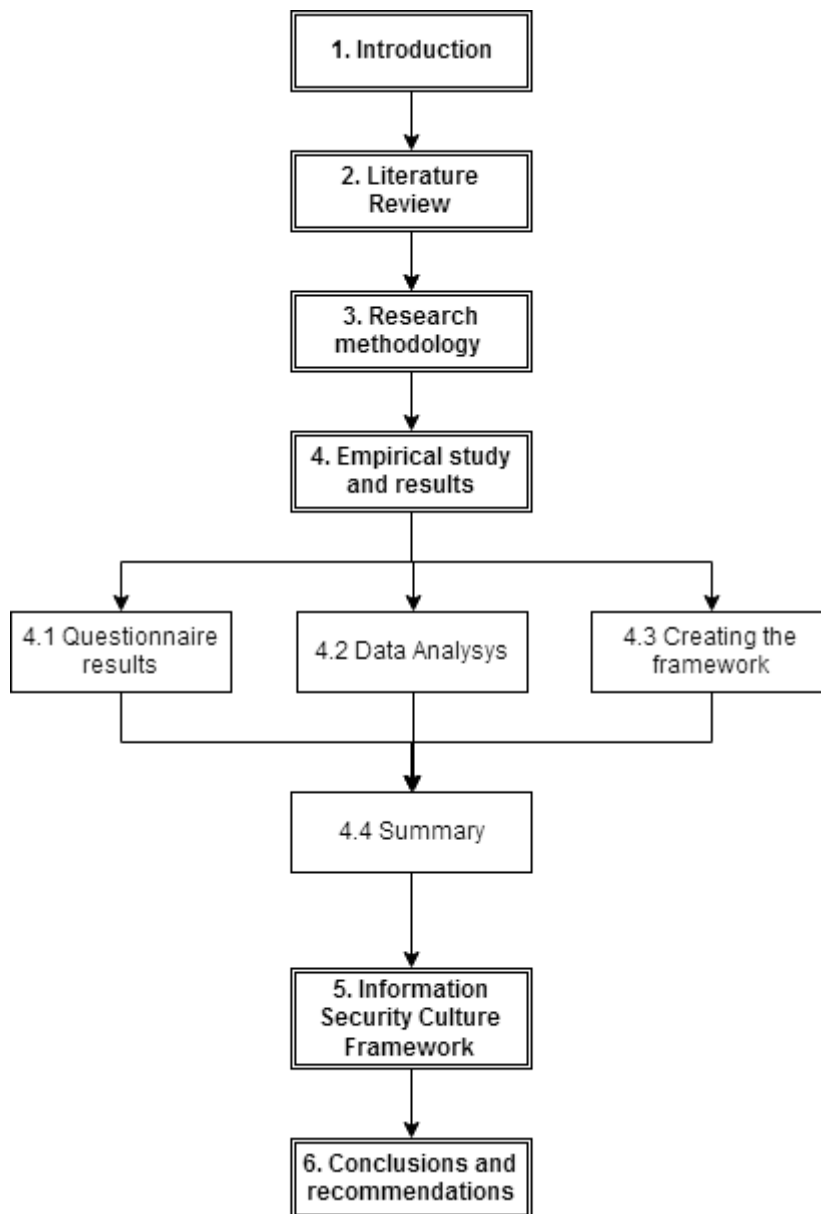 1. Introduction
2. Literature
Review
3. Research
methodology
4. Empirical study
and results
4.1 Questionnaire
results
4.2 Data Analysys
4.3 Creating the
framework
4.4 Summary
5. Information
Security Culture
Framework
6. Conclusions and
recommendations